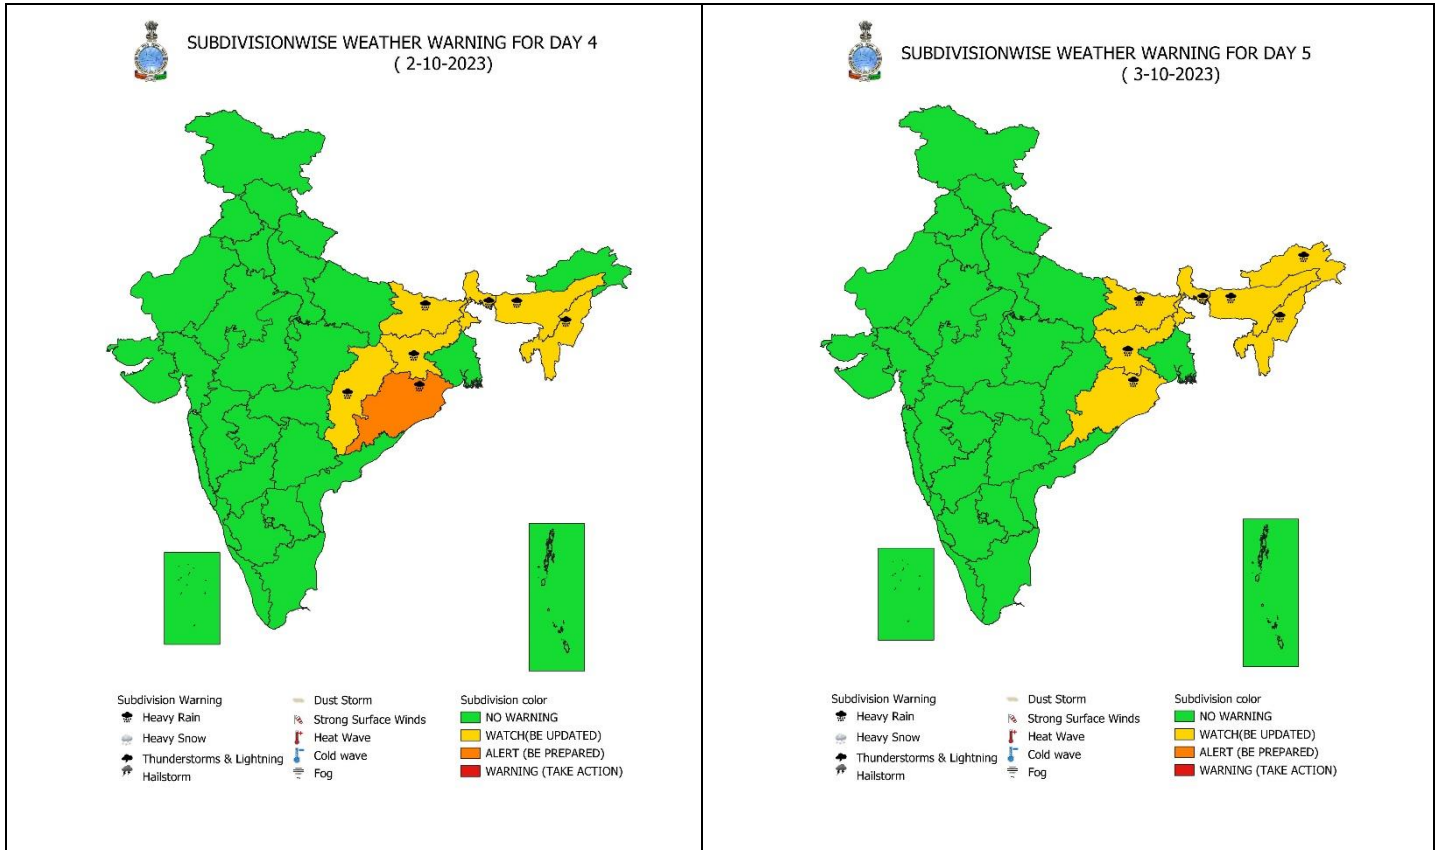 SUBDIVISIONWISE WEATHER WARNING FOR DAY 4
( 2-10-2023)
Subdivision Warning
Heavy Rain
Heavy Snow
Thunderstorms & Lightning
Hailstorm
Dust Storm
Strong Surface Winds
Heat Wave
Cold wave
Fog
Subdivision color
NO WARNING
WATCH(BE UPDATED)
ALERT (BE PREPARED)
WARNING (TAKE ACTION)
SUBDIVISIONWISE WEATHER WARNING FOR DAY 5
( 3-10-2023)
Subdivision Warning
Heavy Rain
Heavy Snow
Thunderstorms & Lightning
Hailstorm
Dust Storm
Strong Surface Winds
Heat Wave
Cold wave
Fog
Subdivision color
NO WARNING
WATCH(BE UPDATED)
ALERT (BE PREPARED)
WARNING (TAKE ACTION)